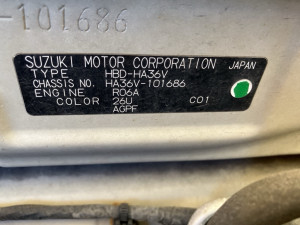 -101686
SUZUKI MOTOR CORPORATION JAPAN
TYPE HBD-HA36V
CHASSIS NO. HA36V-101686
ENGINE R06A
COLOR 26U C01
AGPF